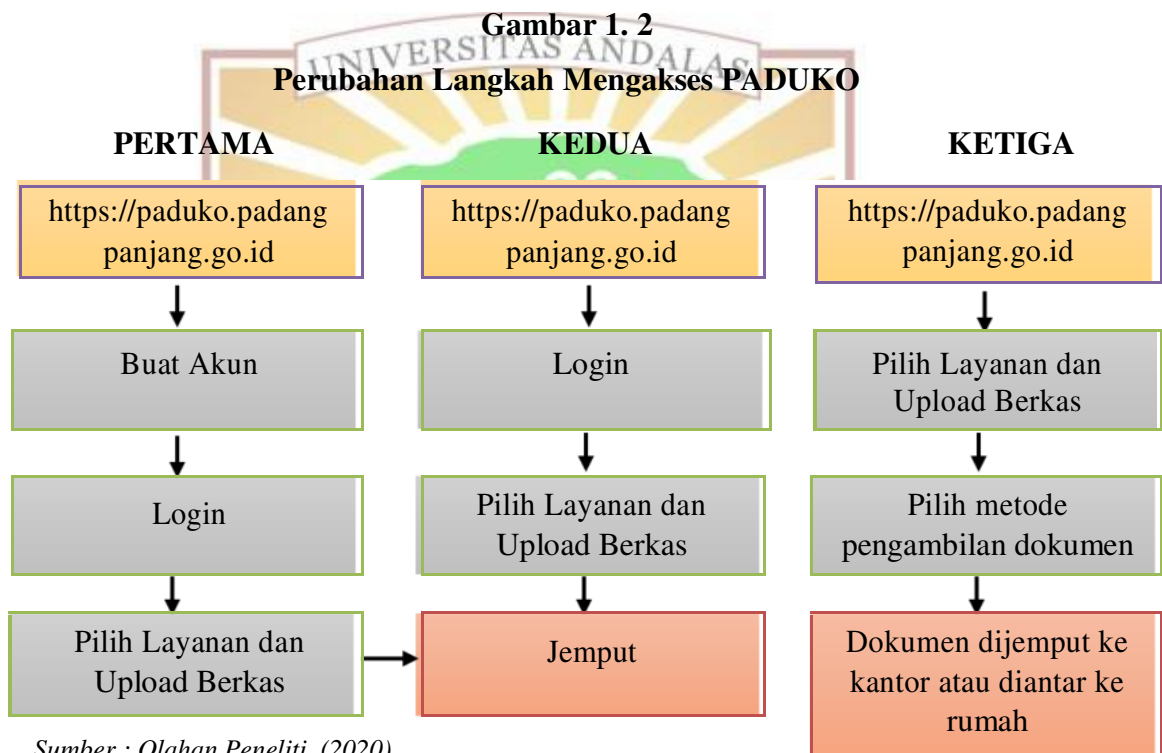 Gambar 1. 2
UNIVERSITAS ANDALAS
Perubahan Langkah Mengakses PADUKO
PERTAMA
https://paduko.padang
panjang.go.id
Buat Akun
Login
Pilih Layanan dan
Upload Berkas
KEDUA
https://paduko.padang
panjang.go.id
Login
Pilih Layanan dan
Upload Berkas
Jemput
KETIGA
https://paduko.padang
panjang.go.id
Pilih Layanan dan
Upload Berkas
Pilih metode
pengambilan dokumen
Dokumen dijemput ke
kantor atau diantar ke
rumah
Sumber : Olahan Peneliti, (2020)